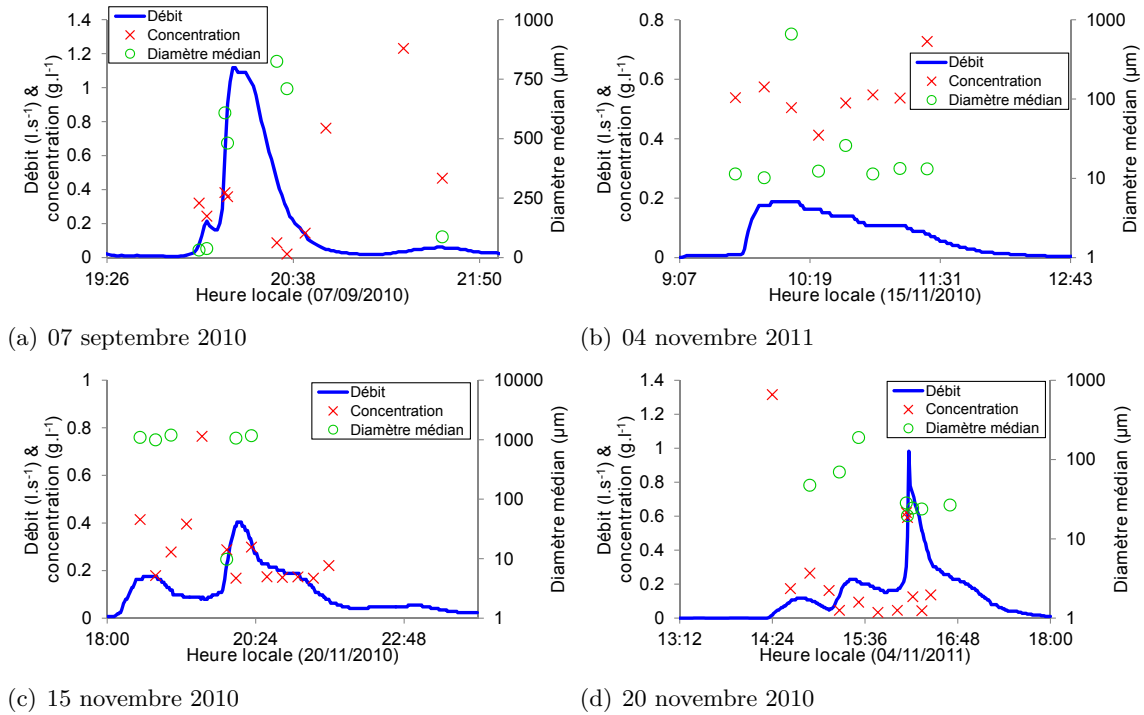 Débit
Concentration
Diamètre médian
Débit (l.s⁻¹) &
concentration (g.l⁻¹)
1.4
1.2
1
0.8
0.6
0.4
0.2
0
1000
750
500
250
0
Diamètre médian (µm)
19:26 20:38 21:50
Heure locale (07/09/2010)
(a) 07 septembre 2010
Débit
Concentration
Diamètre médian
Débit (l.s⁻¹) &
concentration (g.l⁻¹)
0.8
0.6
0.4
0.2
0
1000
100
10
1
Diamètre médian (µm)
9:07 10:19 11:31 12:43
Heure locale (15/11/2010)
(b) 04 novembre 2011
Débit
Concentration
Diamètre médian
Débit (l.s⁻¹) &
concentration (g.l⁻¹)
1
0.8
0.6
0.4
0.2
0
10000
1000
100
10
1
Diamètre médian (µm)
18:00 20:24 22:48
Heure locale (20/11/2010)
(c) 15 novembre 2010
Débit
Concentration
Diamètre médian
Débit (l.s⁻¹) &
concentration (g.l⁻¹)
1.4
1.2
1
0.8
0.6
0.4
0.2
0
1000
100
10
1
Diamètre médian (µm)
13:12 14:24 15:36 16:48 18:00
Heure locale (04/11/2011)
(d) 20 novembre 2010